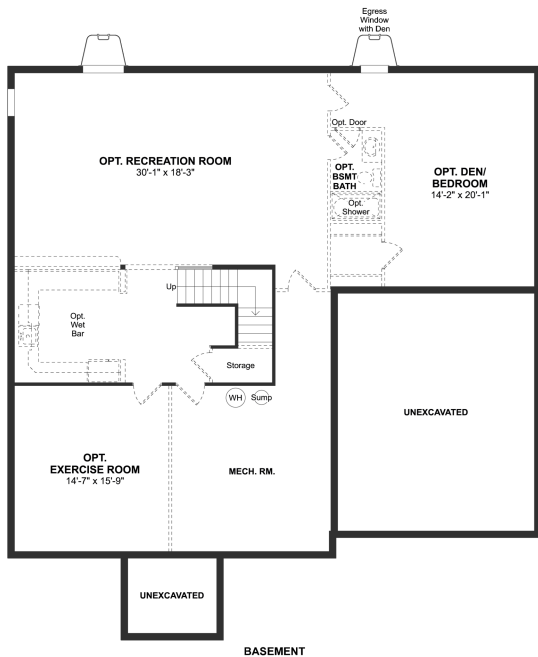 Egress
Window
with Den
Opt. Door
OPT. RECREATION ROOM
30'-1" x 18'-3"
OPT.
BSMT
BATH
OPT. DEN/
BEDROOM
14'-2" x 20'-1"
Opt.
Shower
Up
Opt.
Wet
Bar
Storage
WH
Sump
UNEXCAVATED
OPT.
EXERCISE ROOM
14'-7" x 15'-9"
MECH. RM.
UNEXCAVATED
BASEMENT